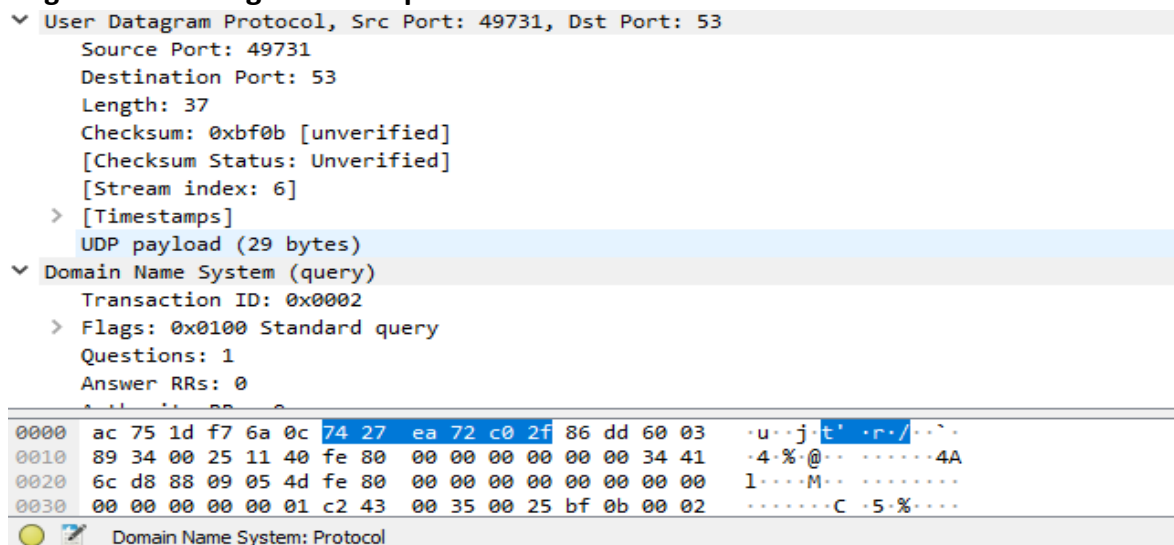 User Datagram Protocol, Src Port: 49731, Dst Port: 53
Source Port: 49731
Destination Port: 53
Length: 37
Checksum: 0xbf0b [unverified]
[Checksum Status: Unverified]
[Stream index: 6]
[Timestamps]
UDP payload (29 bytes)
Domain Name System (query)
Transaction ID: 0x0002
Flags: 0x0100 Standard query
Questions: 1
Answer RRs: 0
0000 ac 75 1d f7 6a 0c 74 27 ea 72 c0 2f 86 dd 60 03 ·u··j·t' ·r·/··`·
0010 89 34 00 25 11 40 fe 80 00 00 00 00 00 00 34 41 ·4·%·@·· ······4A
0020 6c d8 88 09 05 4d fe 80 00 00 00 00 00 00 00 00 l····M·· ········
0030 00 00 00 00 00 01 c2 43 00 35 00 25 bf 0b 00 02 ·······C ·5·%····
Domain Name System: Protocol